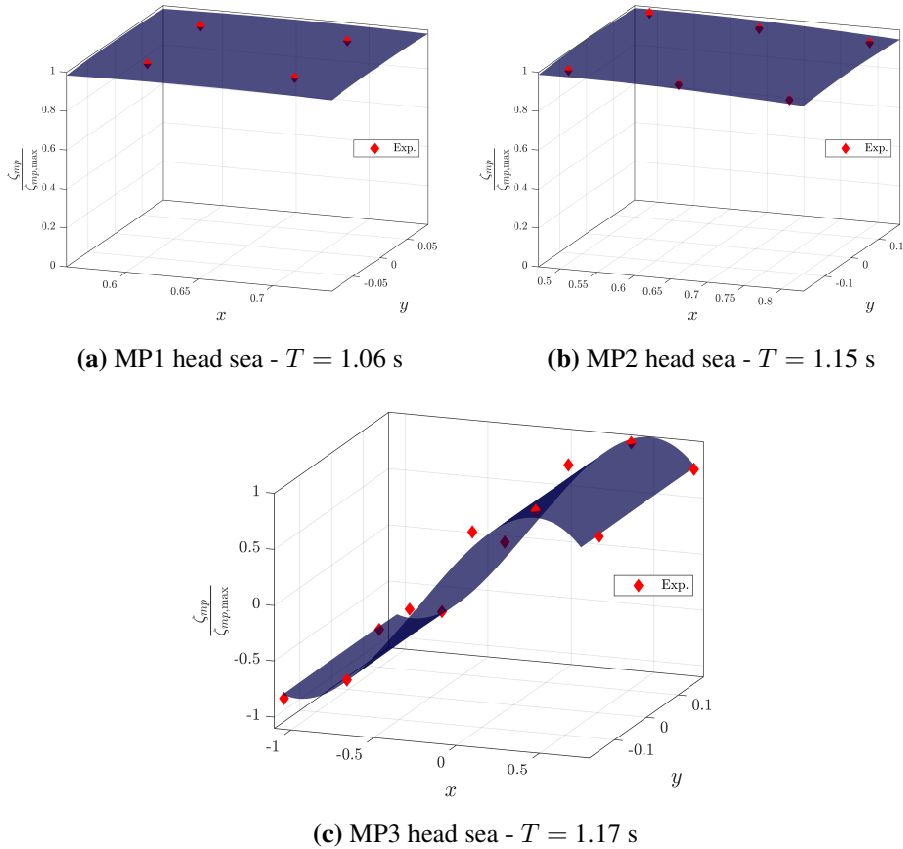 1
0.8
0.6
0.4
0.2
0
ζmp
ζmp,max
0.6
0.65
0.7
x
-0.05
0
0.05
y
Exp.
(a) MP1 head sea - T = 1.06 s
1
0.8
0.6
0.4
0.2
0
ζmp
ζmp,max
0.5
0.55
0.6
0.65
0.7
0.75
0.8
x
-0.1
0
0.1
y
Exp.
(b) MP2 head sea - T = 1.15 s
1
0.5
0
-0.5
-1
ζmp
ζmp,max
-1
-0.5
0
0.5
x
-0.1
0
0.1
y
Exp.
(c) MP3 head sea - T = 1.17 s